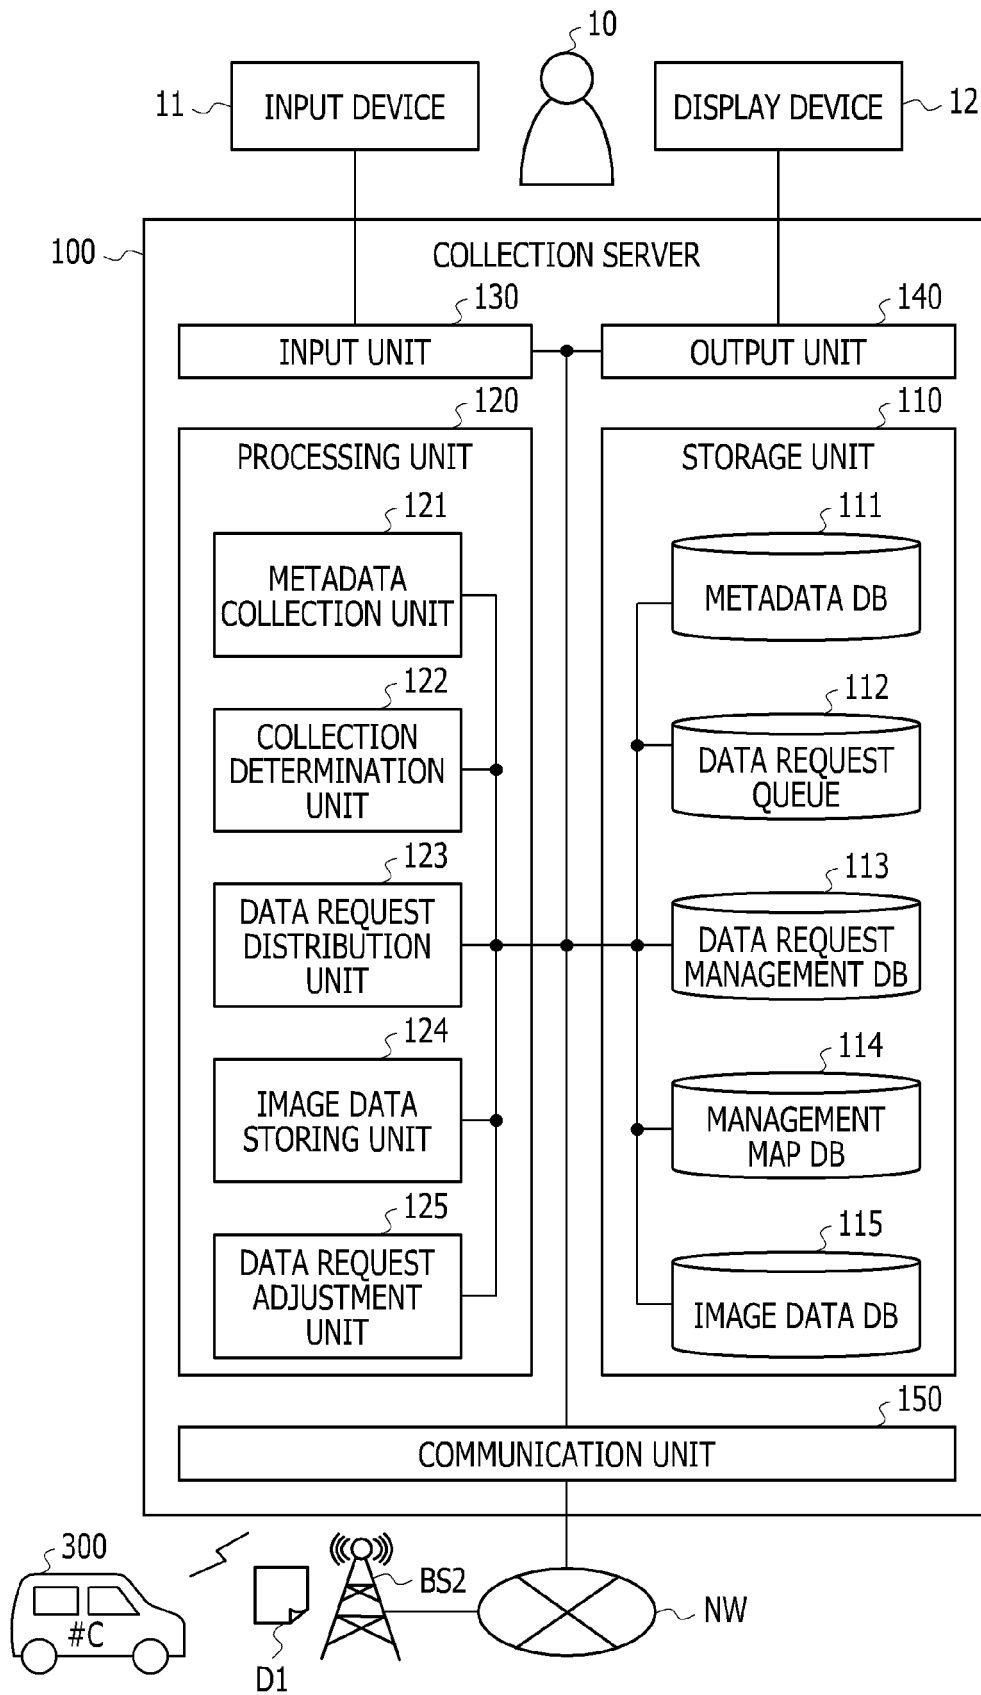 10
11
INPUT DEVICE
DISPLAY DEVICE
12
100
COLLECTION SERVER
130
INPUT UNIT
140
OUTPUT UNIT
120
PROCESSING UNIT
110
STORAGE UNIT
121
METADATA
COLLECTION UNIT
111
METADATA DB
122
COLLECTION
DETERMINATION
UNIT
112
DATA REQUEST
QUEUE
123
DATA REQUEST
DISTRIBUTION
UNIT
113
DATA REQUEST
MANAGEMENT DB
124
IMAGE DATA
STORING UNIT
114
MANAGEMENT
MAP DB
125
DATA REQUEST
ADJUSTMENT
UNIT
115
IMAGE DATA DB
150
COMMUNICATION UNIT
300
#C
D1
BS2
NW